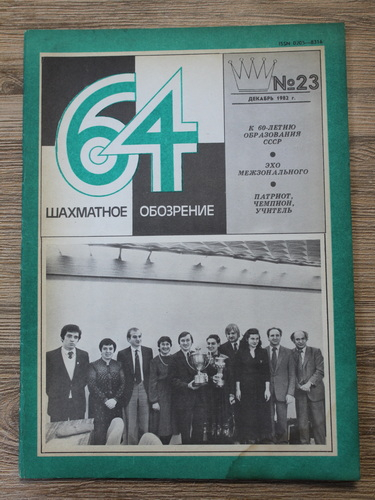 64
ШАХМАТНОЕ ОБОЗРЕНИЕ
№23
ДЕКАБРЬ 1982 г.
К 60-ЛЕТИЮ
ОБРАЗОВАНИЯ
СССР
ЭХО
МЕЖЗОНАЛЬНОГО
ПАТРИОТ,
ЧЕМПИОН,
УЧИТЕЛЬ